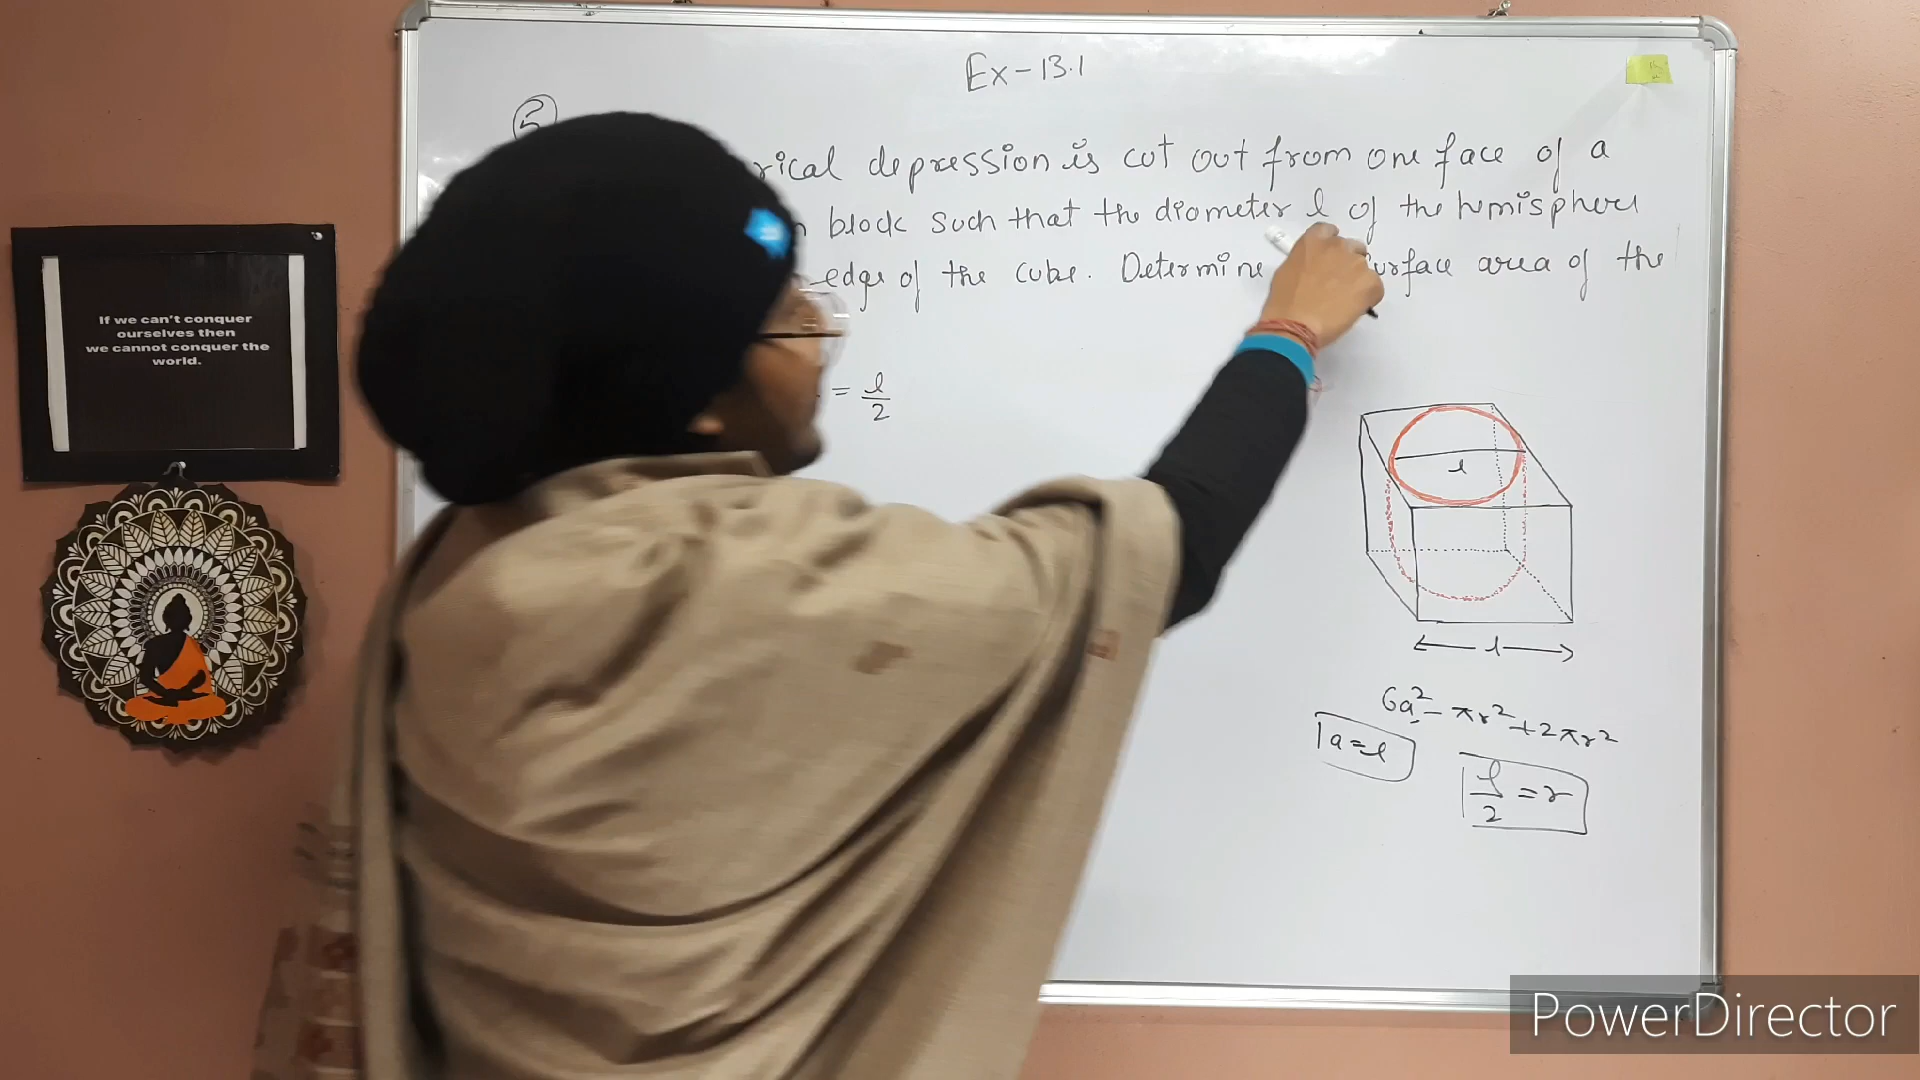 Ex-13.1
5
rical depression is cut out from one face of a
block such that the diameter l of the hemisphere
edge of the cube. Determine surface area of the
= l/2
If we can't conquer
ourselves then
we cannot conquer the
world.
l
l
6a² - πr² + 2πr²
a = l
l/2 = r
PowerDirector